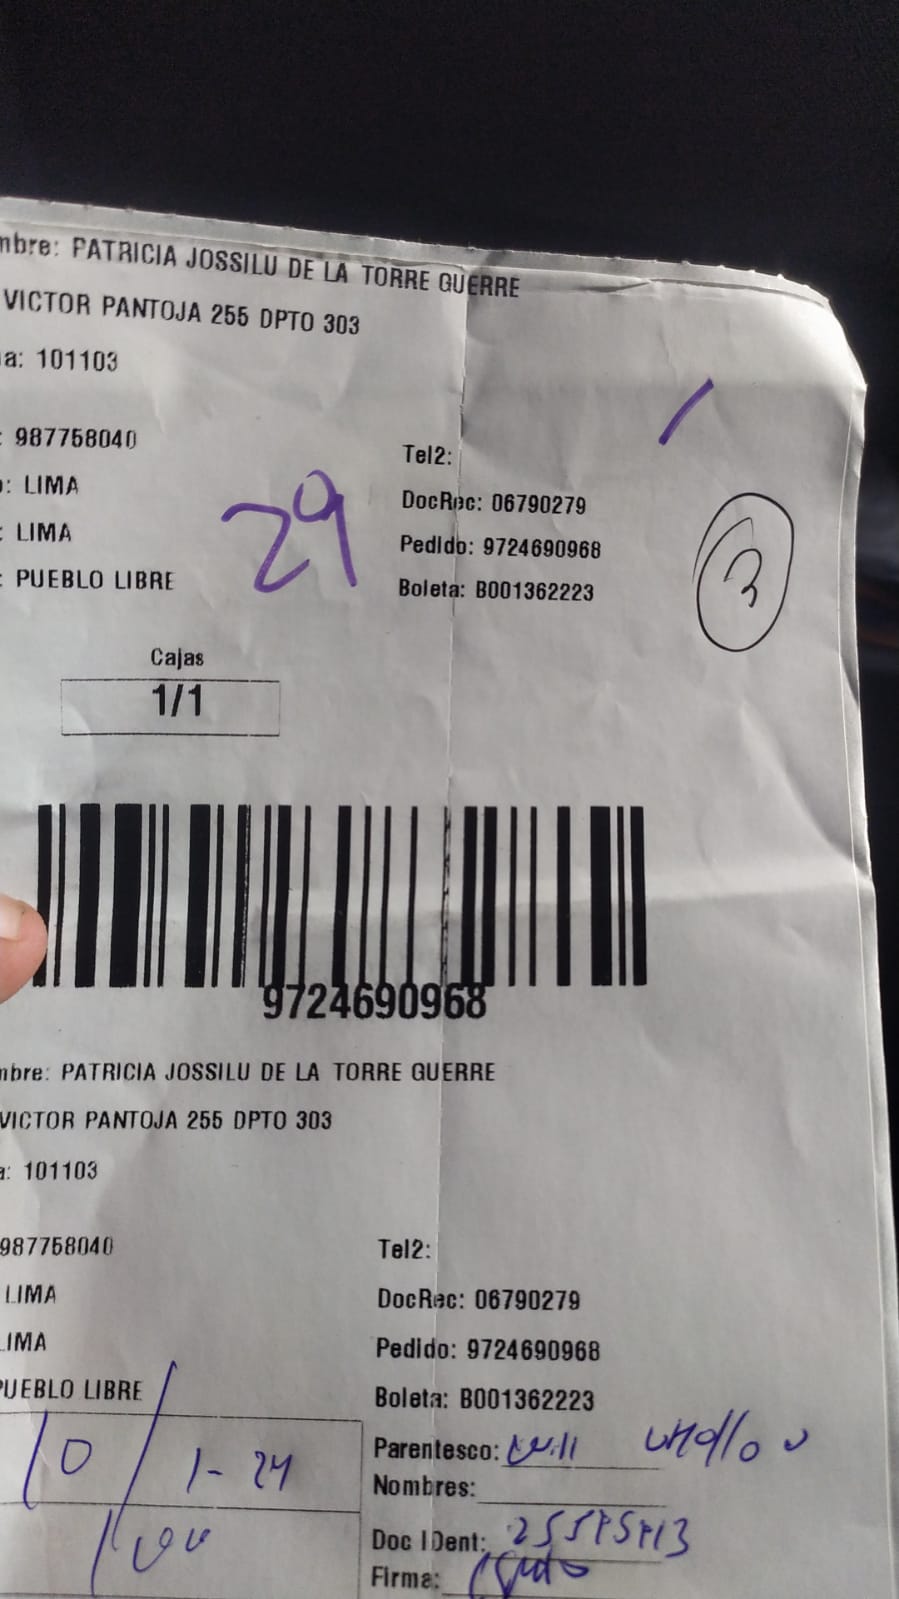 mbre: PATRICIA JOSSILU DE LA TORRE GUERRE
VICTOR PANTOJA 255 DPTO 303
a: 101103
: 987758040
Tel2:
o: LIMA
DocRec: 06790279
: LIMA
29
Pedido: 9724690968
3
: PUEBLO LIBRE
Boleta: B001362223
Cajas
1/1
9724690968
mbre: PATRICIA JOSSILU DE LA TORRE GUERRE
VICTOR PANTOJA 255 DPTO 303
a: 101103
987758040
Tel2:
LIMA
DocRec: 06790279
LIMA
Pedido: 9724690968
PUEBLO LIBRE
Boleta: B001362223
10/1-24
Parentesco:
Nombres:
Doc IDent:
Firma: